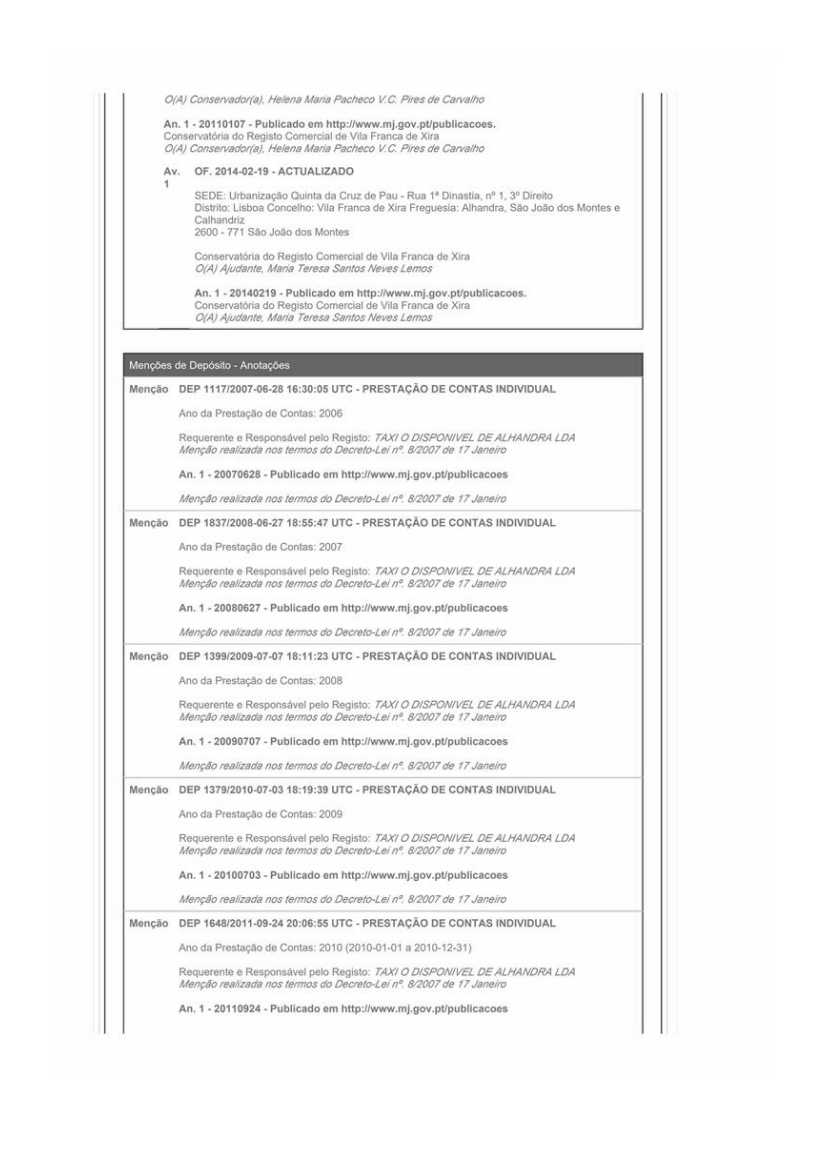 O(A) Conservador(a), Helena Maria Pacheco V.C. Pires de Carvalho
An. 1 - 20110107 - Publicado em http://www.mj.gov.pt/publicacoes.
Conservatória do Registo Comercial de Vila Franca de Xira
O(A) Conservador(a), Helena Maria Pacheco V.C. Pires de Carvalho
Av. 1 OF. 2014-02-19 - ACTUALIZADO
SEDE: Urbanização Quinta da Cruz de Pau - Rua 1ª Dinastia, nº 1, 3º Direito
Distrito: Lisboa Concelho: Vila Franca de Xira Freguesia: Alhandra, São João dos Montes e
Calhandriz
2600 - 771 São João dos Montes
Conservatória do Registo Comercial de Vila Franca de Xira
O(A) Ajudante, Maria Teresa Santos Neves Lemos
An. 1 - 20140219 - Publicado em http://www.mj.gov.pt/publicacoes.
Conservatória do Registo Comercial de Vila Franca de Xira
O(A) Ajudante, Maria Teresa Santos Neves Lemos
Menções de Depósito - Anotações
Menção DEP 1117/2007-06-28 16:30:05 UTC - PRESTAÇÃO DE CONTAS INDIVIDUAL
Ano da Prestação de Contas: 2006
Requerente e Responsável pelo Registo: TAXI O DISPONIVEL DE ALHANDRA LDA
Menção realizada nos termos do Decreto-Lei nº. 8/2007 de 17 Janeiro
An. 1 - 20070628 - Publicado em http://www.mj.gov.pt/publicacoes
Menção realizada nos termos do Decreto-Lei nº. 8/2007 de 17 Janeiro
Menção DEP 1837/2008-06-27 18:55:47 UTC - PRESTAÇÃO DE CONTAS INDIVIDUAL
Ano da Prestação de Contas: 2007
Requerente e Responsável pelo Registo: TAXI O DISPONIVEL DE ALHANDRA LDA
Menção realizada nos termos do Decreto-Lei nº. 8/2007 de 17 Janeiro
An. 1 - 20080627 - Publicado em http://www.mj.gov.pt/publicacoes
Menção realizada nos termos do Decreto-Lei nº. 8/2007 de 17 Janeiro
Menção DEP 1399/2009-07-07 18:11:23 UTC - PRESTAÇÃO DE CONTAS INDIVIDUAL
Ano da Prestação de Contas: 2008
Requerente e Responsável pelo Registo: TAXI O DISPONIVEL DE ALHANDRA LDA
Menção realizada nos termos do Decreto-Lei nº. 8/2007 de 17 Janeiro
An. 1 - 20090707 - Publicado em http://www.mj.gov.pt/publicacoes
Menção realizada nos termos do Decreto-Lei nº. 8/2007 de 17 Janeiro
Menção DEP 1379/2010-07-03 18:19:39 UTC - PRESTAÇÃO DE CONTAS INDIVIDUAL
Ano da Prestação de Contas: 2009
Requerente e Responsável pelo Registo: TAXI O DISPONIVEL DE ALHANDRA LDA
Menção realizada nos termos do Decreto-Lei nº. 8/2007 de 17 Janeiro
An. 1 - 20100703 - Publicado em http://www.mj.gov.pt/publicacoes
Menção realizada nos termos do Decreto-Lei nº. 8/2007 de 17 Janeiro
Menção DEP 1648/2011-09-24 20:06:55 UTC - PRESTAÇÃO DE CONTAS INDIVIDUAL
Ano da Prestação de Contas: 2010 (2010-01-01 a 2010-12-31)
Requerente e Responsável pelo Registo: TAXI O DISPONIVEL DE ALHANDRA LDA
Menção realizada nos termos do Decreto-Lei nº. 8/2007 de 17 Janeiro
An. 1 - 20110924 - Publicado em http://www.mj.gov.pt/publicacoes